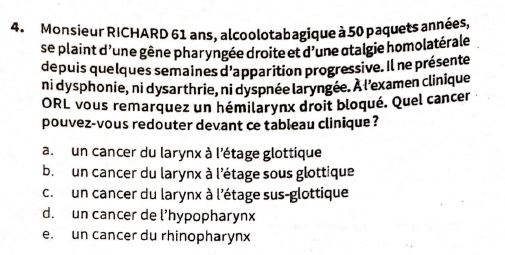 4. Monsieur RICHARD 61 ans, alcoolotabagique à 50 paquets années,
se plaint d'une gêne pharyngée droite et d'une otalgie homolatérale
depuis quelques semaines d'apparition progressive. Il ne présente
ni dysphonie, ni dysarthrie, ni dyspnée laryngée. À l'examen clinique
ORL vous remarquez un hémilarynx droit bloqué. Quel cancer
pouvez-vous redouter devant ce tableau clinique ?
a. un cancer du larynx à l'étage glottique
b. un cancer du larynx à l'étage sous glottique
c. un cancer du larynx à l'étage sus-glottique
d. un cancer de l'hypopharynx
e. un cancer du rhinopharynx